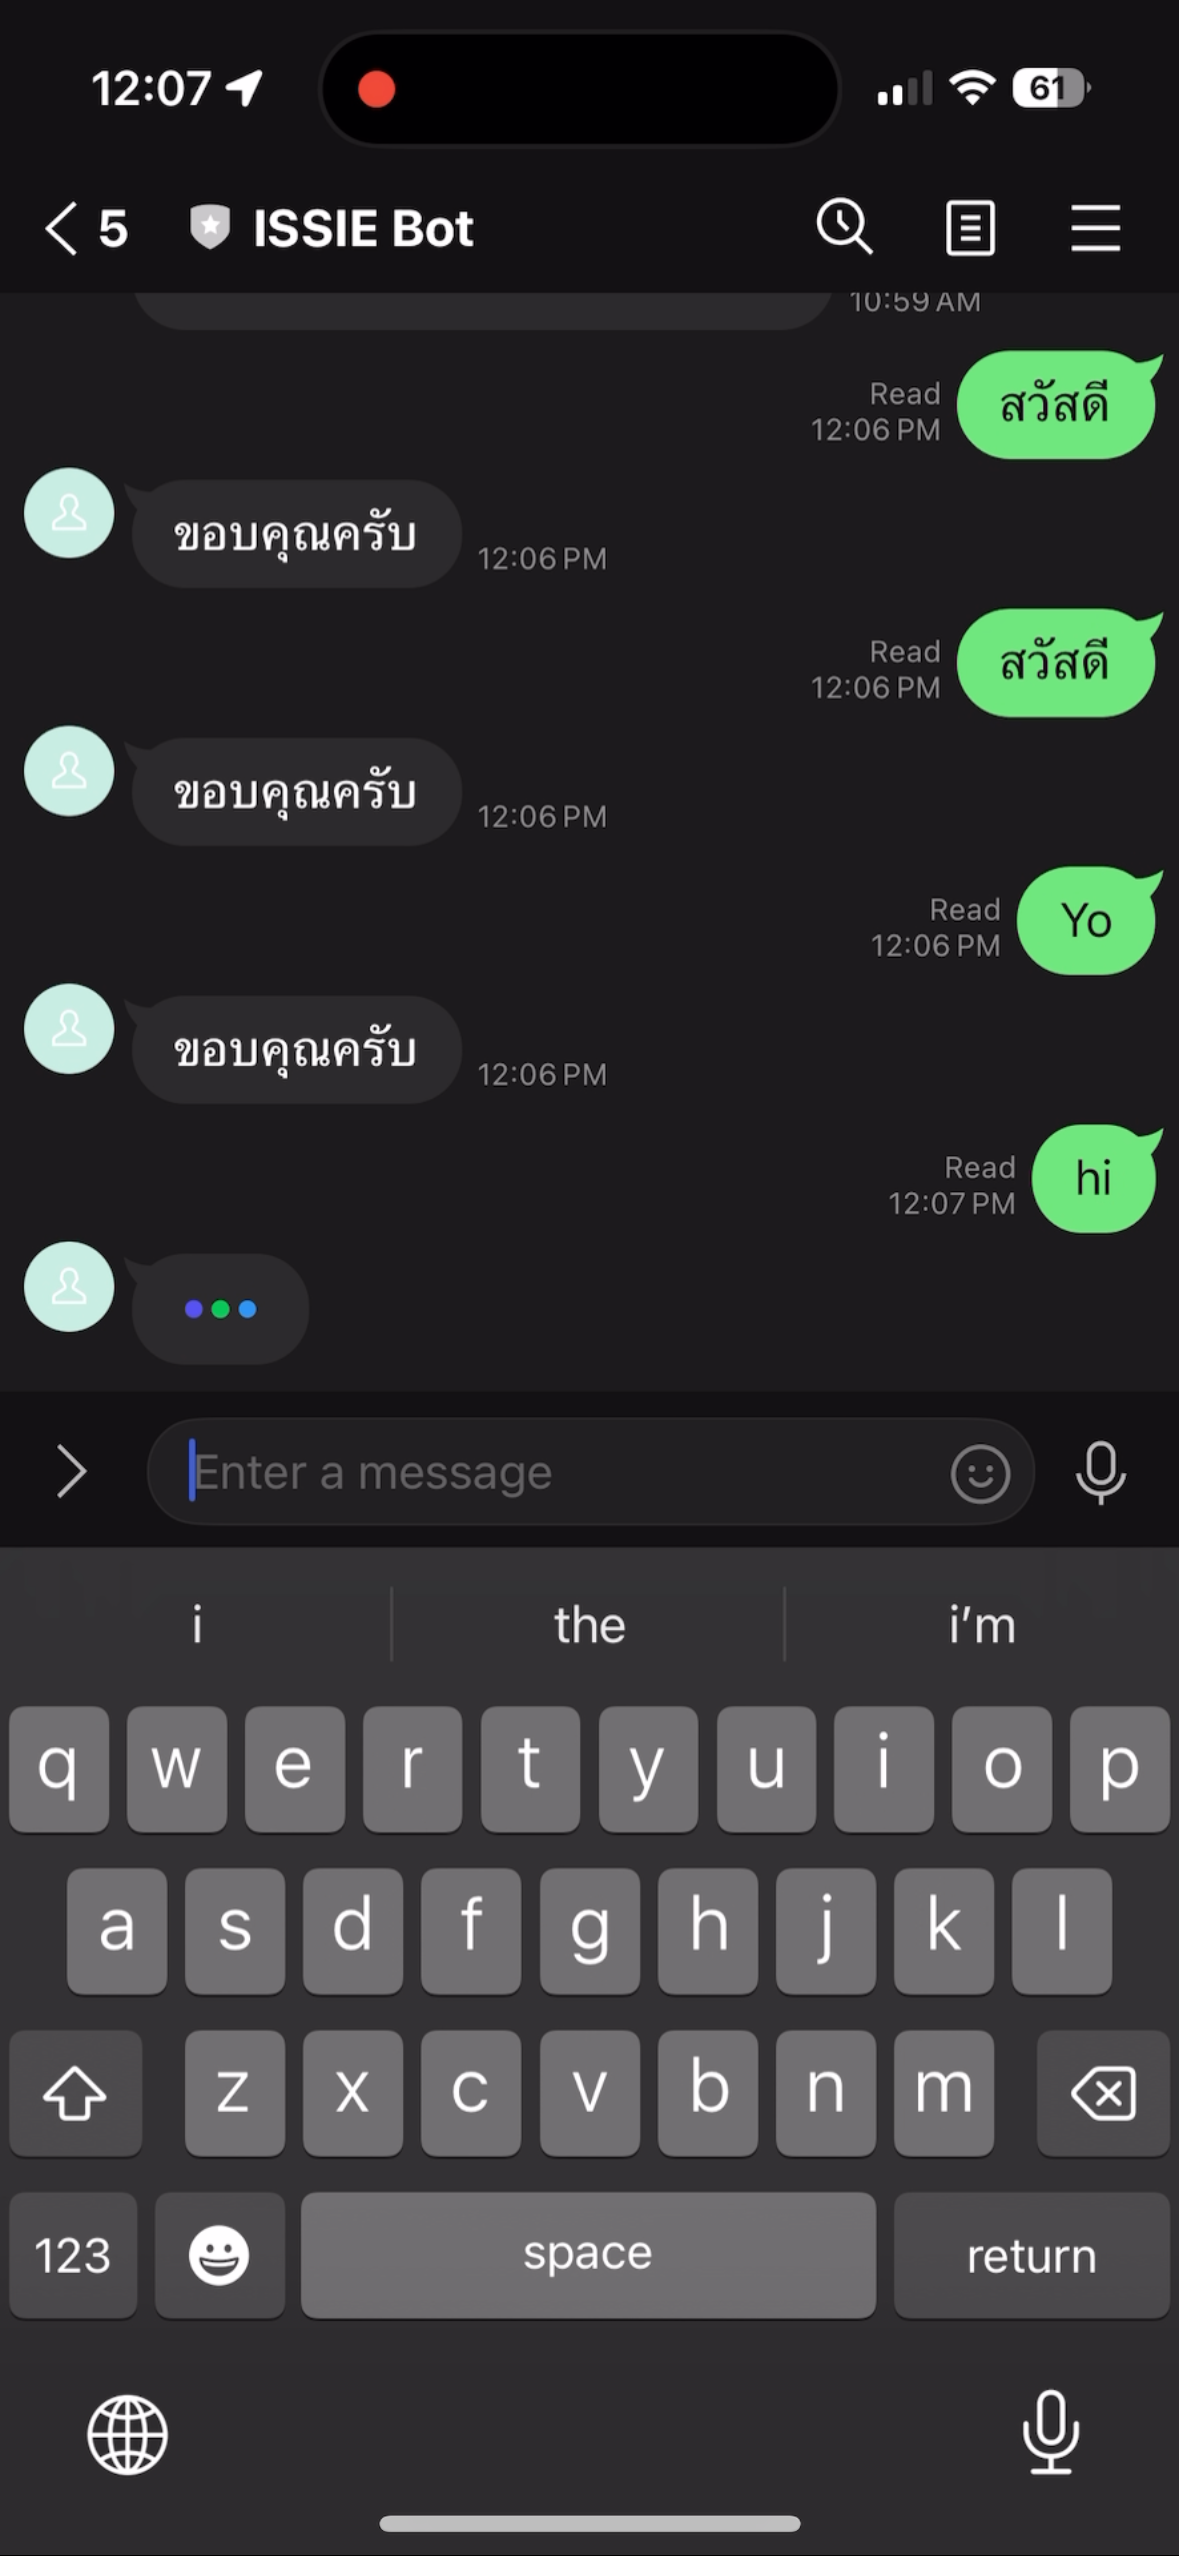 12:07
61
5
ISSIE Bot
10:59 AM
Read
12:06 PM
สวัสดี
ขอบคุณครับ
12:06 PM
Read
12:06 PM
สวัสดี
ขอบคุณครับ
12:06 PM
Read
12:06 PM
Yo
ขอบคุณครับ
12:06 PM
Read
12:07 PM
hi
Enter a message
i
the
i'm
q w e r t y u i o p
a s d f g h j k l
z x c v b n m
123
space
return